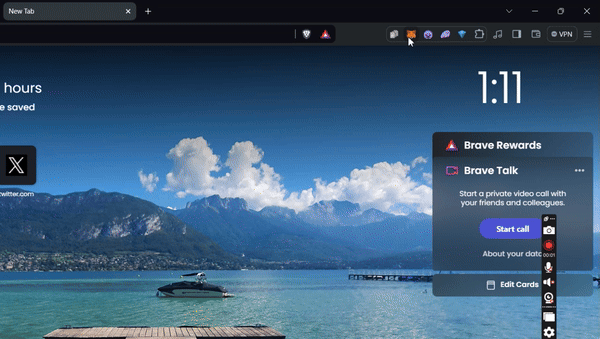 New Tab
VPN
hours
e saved
1:11
Brave Rewards
Brave Talk
Start a private video call with
your friends and colleagues.
twitter.com
Start call
About your data
00:01
Edit Cards